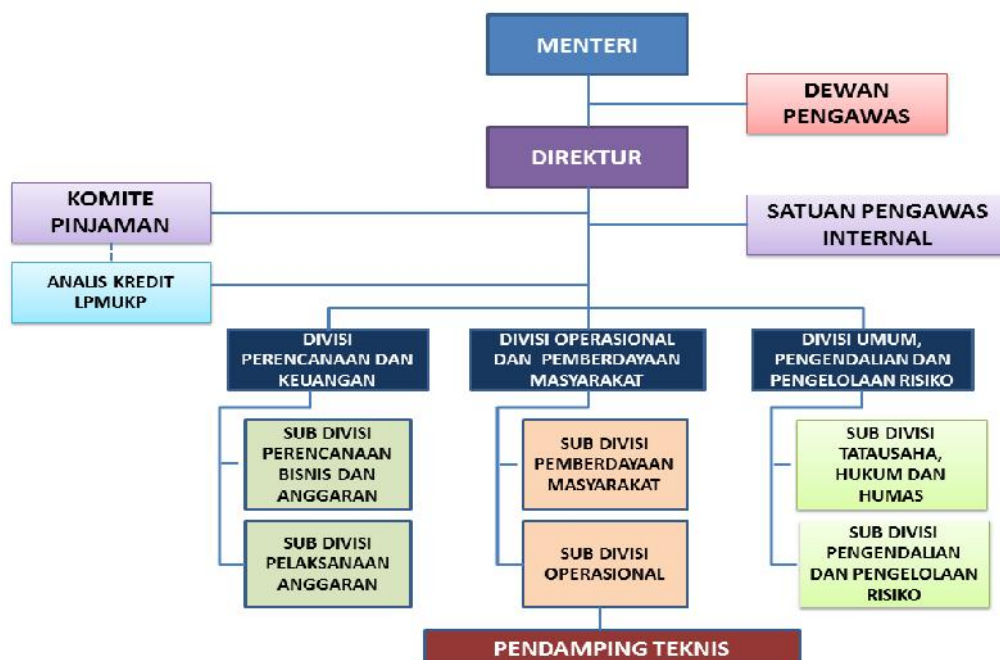 MENTERI
DEWAN
PENGAWAS
DIREKTUR
KOMITE
PINJAMAN
SATUAN PENGAWAS
INTERNAL
ANALIS KREDIT
LPMUKP
DIVISI
PERENCANAAN DAN
KEUANGAN
DIVISI OPERASIONAL
DAN PEMBERDAYAAN
MASYARAKAT
DIVISI UMUM,
PENGENDALIAN DAN
PENGELOLAAN RISIKO
SUB DIVISI
PERENCANAAN
BISNIS DAN
ANGGARAN
SUB DIVISI
PEMBERDAYAAN
MASYARAKAT
SUB DIVISI
TATAUSAHA,
HUKUM DAN
HUMAS
SUB DIVISI
PELAKSANAAN
ANGGARAN
SUB DIVISI
OPERASIONAL
SUB DIVISI
PENGENDALIAN
DAN PENGELOLAAN
RISIKO
PENDAMPING TEKNIS